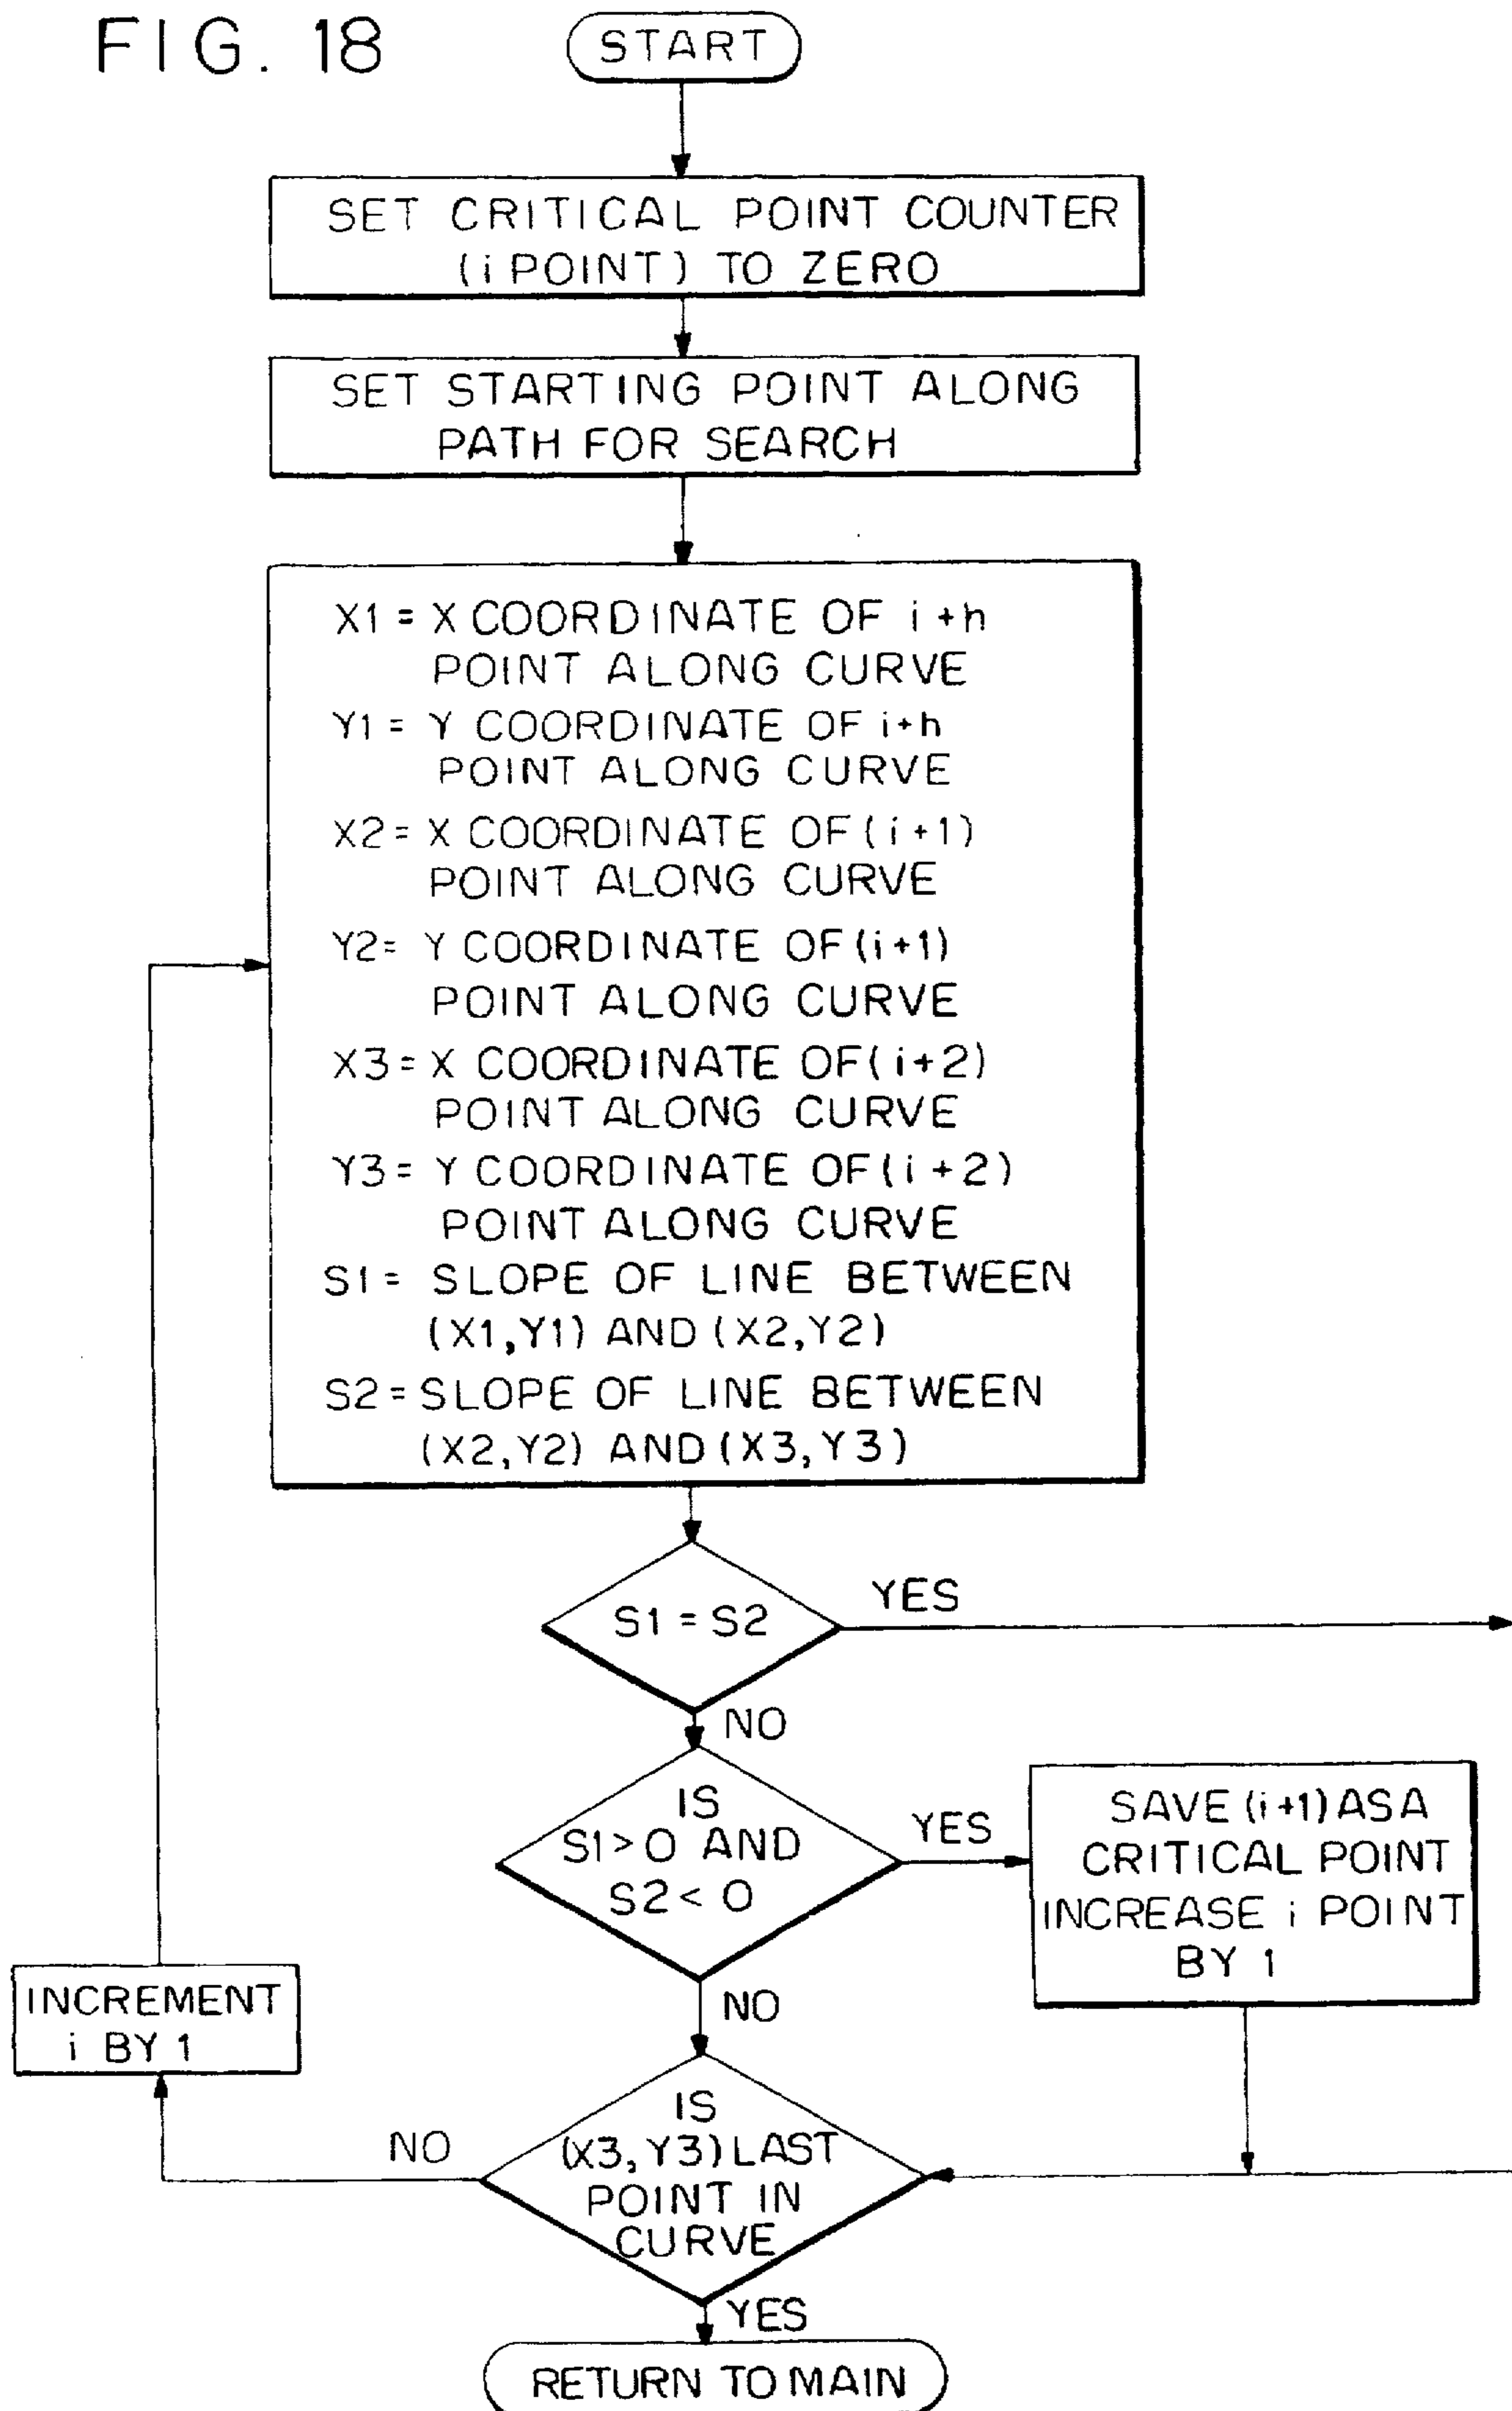 FIG. 18
START
SET CRITICAL POINT COUNTER
(i POINT) TO ZERO
SET STARTING POINT ALONG
PATH FOR SEARCH
X1 = X COORDINATE OF i+h
POINT ALONG CURVE
Y1 = Y COORDINATE OF i+h
POINT ALONG CURVE
X2 = X COORDINATE OF (i+1)
POINT ALONG CURVE
Y2 = Y COORDINATE OF (i+1)
POINT ALONG CURVE
X3 = X COORDINATE OF (i+2)
POINT ALONG CURVE
Y3 = Y COORDINATE OF (i+2)
POINT ALONG CURVE
S1 = SLOPE OF LINE BETWEEN
(X1,Y1) AND (X2,Y2)
S2 = SLOPE OF LINE BETWEEN
(X2,Y2) AND (X3,Y3)
S1 = S2
YES
NO
IS
S1>0 AND
S2<0
YES
SAVE (i+1) AS A
CRITICAL POINT
INCREASE i POINT
BY 1
NO
INCREMENT
i BY 1
NO
IS
(X3,Y3) LAST
POINT IN
CURVE
YES
RETURN TO MAIN